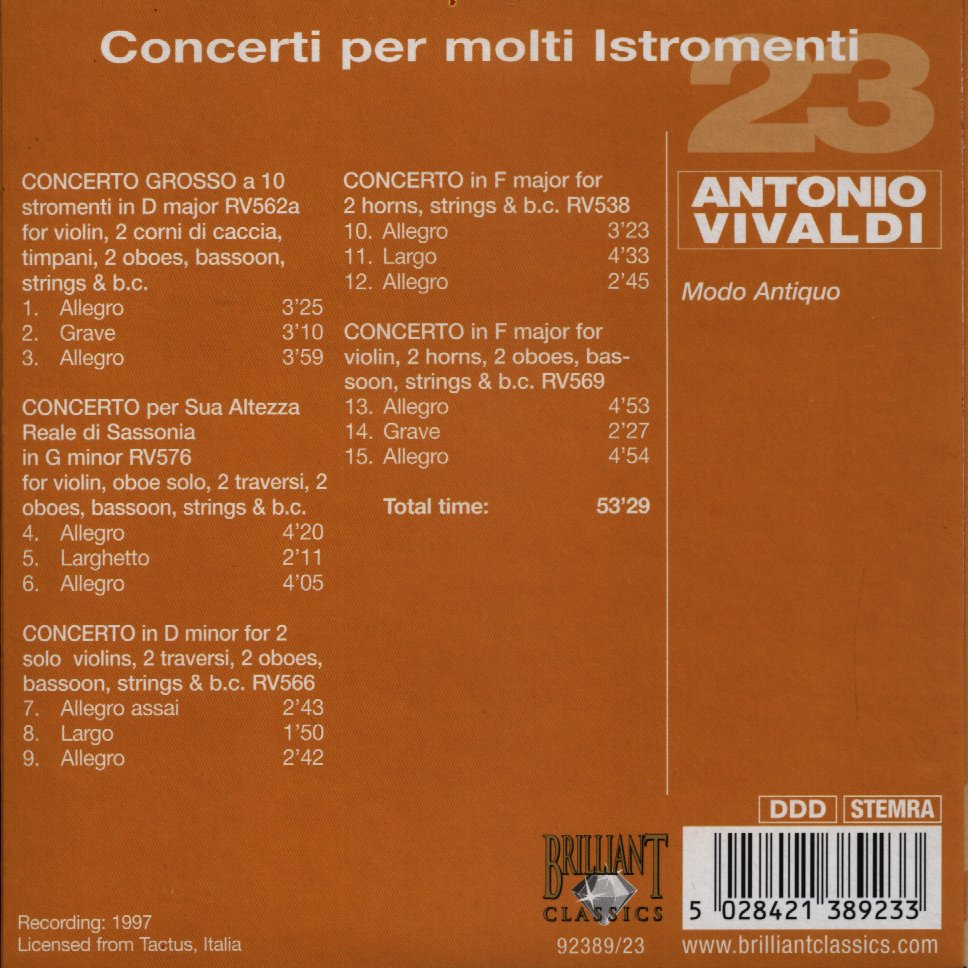 Concerti per molti Istromenti
23
ANTONIO
VIVALDI
Modo Antiquo
CONCERTO GROSSO a 10
stromenti in D major RV562a
for violin, 2 corni di caccia,
timpani, 2 oboes, bassoon,
strings & b.c.
1. Allegro 3'25
2. Grave 3'10
3. Allegro 3'59
CONCERTO per Sua Altezza
Reale di Sassonia
in G minor RV576
for violin, oboe solo, 2 traversi, 2
oboes, bassoon, strings & b.c.
4. Allegro 4'20
5. Larghetto 2'11
6. Allegro 4'05
CONCERTO in D minor for 2
solo violins, 2 traversi, 2 oboes,
bassoon, strings & b.c. RV566
7. Allegro assai 2'43
8. Largo 1'50
9. Allegro 2'42
CONCERTO in F major for
2 horns, strings & b.c. RV538
10. Allegro 3'23
11. Largo 4'33
12. Allegro 2'45
CONCERTO in F major for
violin, 2 horns, 2 oboes, bas-
soon, strings & b.c. RV569
13. Allegro 4'53
14. Grave 2'27
15. Allegro 4'54
Total time: 53'29
DDD STEMRA
BRILLIANT
CLASSICS
92389/23
5 028421 389233
www.brilliantclassics.com
Recording: 1997
Licensed from Tactus, Italia